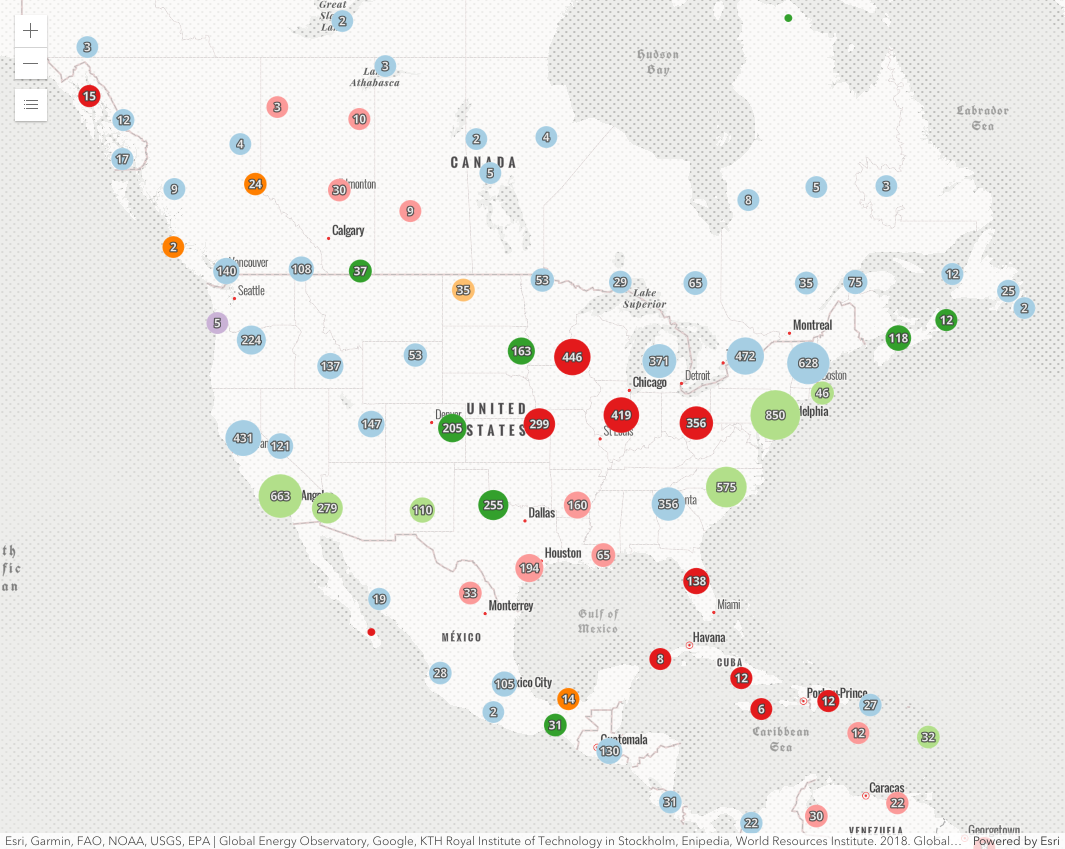 Great
Sla
La
2
3
Hudson
Bay
3
La
Athabasca
15
3
10
Labrador
Sea
12
4
2
4
CANADA
17
5
9
24
30
monton
8
5
3
9
Calgary
2
140
ncouver
108
37
53
29
65
35
75
12
25
2
Seattle
35
Lake
Superior
12
5
Montreal
118
224
163
446
371
472
628
137
53
Detroit
oston
Chicago
46
147
UNITED
STATES
205
299
419
356
850
delphia
431
121
663
Angel
279
110
255
160
356
nta
575
Dallas
Houston
65
194
138
33
19
Monterrey
Miami
Gulf of
Mexico
MÉXICO
Havana
8
CUBA
28
105
xico City
12
14
Port-au-Prince
12
27
2
31
6
Caribbean
Sea
12
32
Guatemala
130
th
fic
an
Caracas
31
22
30
22
VENEZUELA
Georgetown
Esri, Garmin, FAO, NOAA, USGS, EPA | Global Energy Observatory, Google, KTH Royal Institute of Technology in Stockholm, Enipedia, World Resources Institute. 2018. Global… Powered by Esri